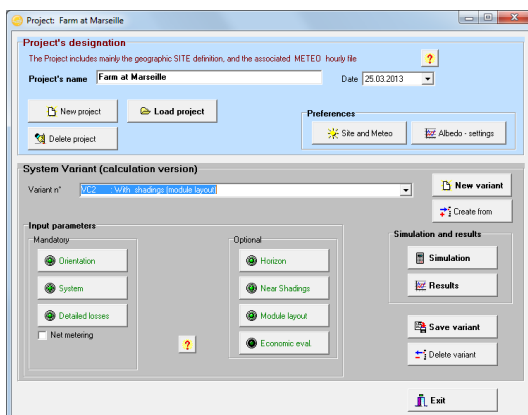 Project: Farm at Marseille
Project's designation
The Project includes mainly the geographic SITE definition, and the associated METEO hourly file
?
Project's name Farm at Marseille Date 25.03.2013
New project Load project
Preferences
Site and Meteo Albedo - settings
Delete project
System Variant (calculation version)
Variant n° VC2 : With shadings (module layout)
New variant
Create from
Input parameters
Mandatory
Optional
Simulation and results
Orientation Horizon Simulation
System Near Shadings Results
Detailed losses Module layout
Net metering
? Economic eval.
Save variant
Delete variant
Exit